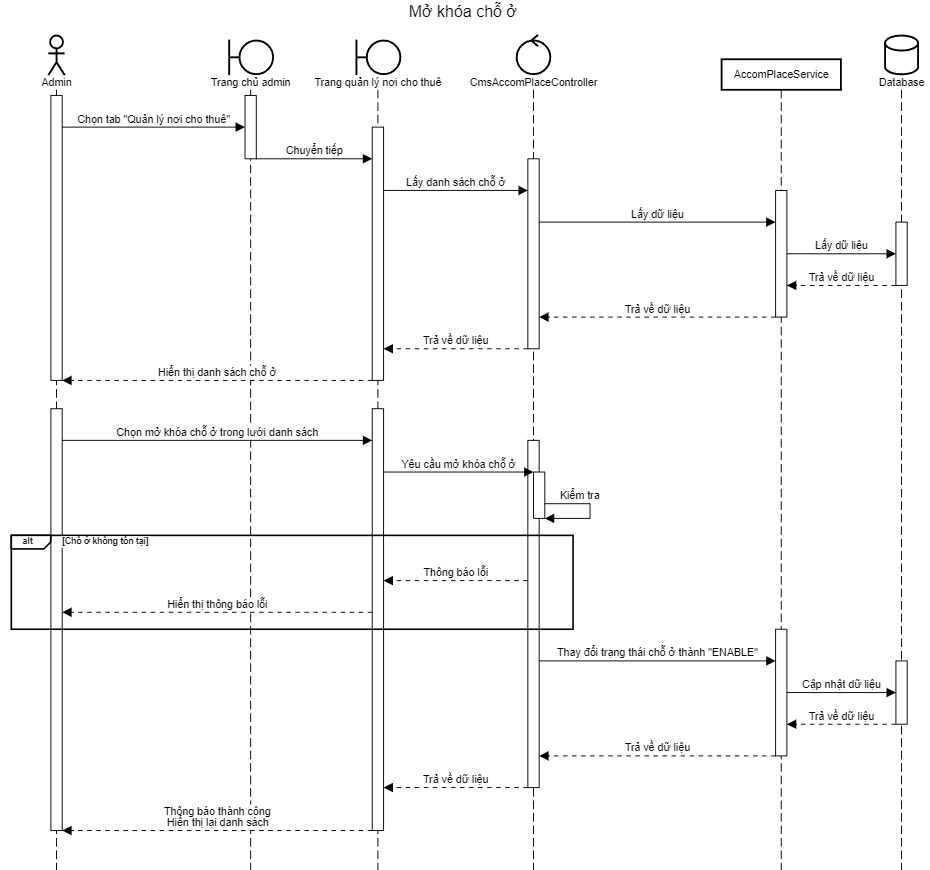 Mở khóa chỗ ở
Admin
Trang chủ admin
Trang quản lý nơi cho thuê
CmsAccomPlaceController
AccomPlaceService
Database
Chọn tab "Quản lý nơi cho thuê"
Chuyển tiếp
Lấy danh sách chỗ ở
Lấy dữ liệu
Lấy dữ liệu
Trả về dữ liệu
Trả về dữ liệu
Trả về dữ liệu
Hiển thị danh sách chỗ ở
Chọn mở khóa chỗ ở trong lưới danh sách
Yêu cầu mở khóa chỗ ở
Kiểm tra
alt
[Chỗ ở không tồn tại]
Thông báo lỗi
Hiển thị thông báo lỗi
Thay đổi trạng thái chỗ ở thành "ENABLE"
Cập nhật dữ liệu
Trả về dữ liệu
Trả về dữ liệu
Trả về dữ liệu
Thông báo thành công
Hiển thị lại danh sách